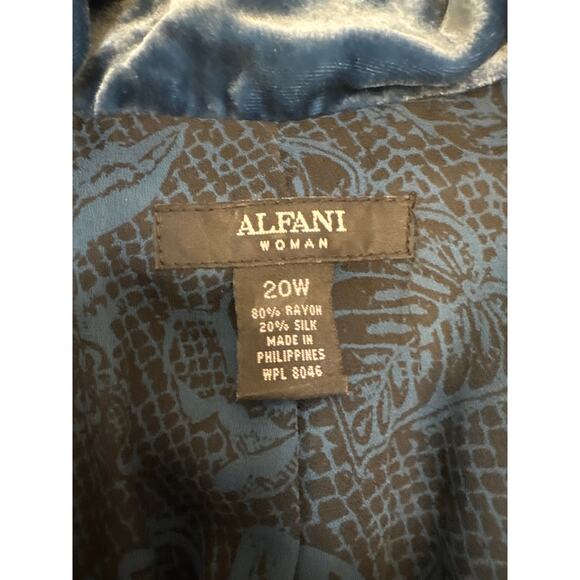 ALFANI
WOMAN
20W
80% RAYON
20% SILK
MADE IN
PHILIPPINES
WPL 8046